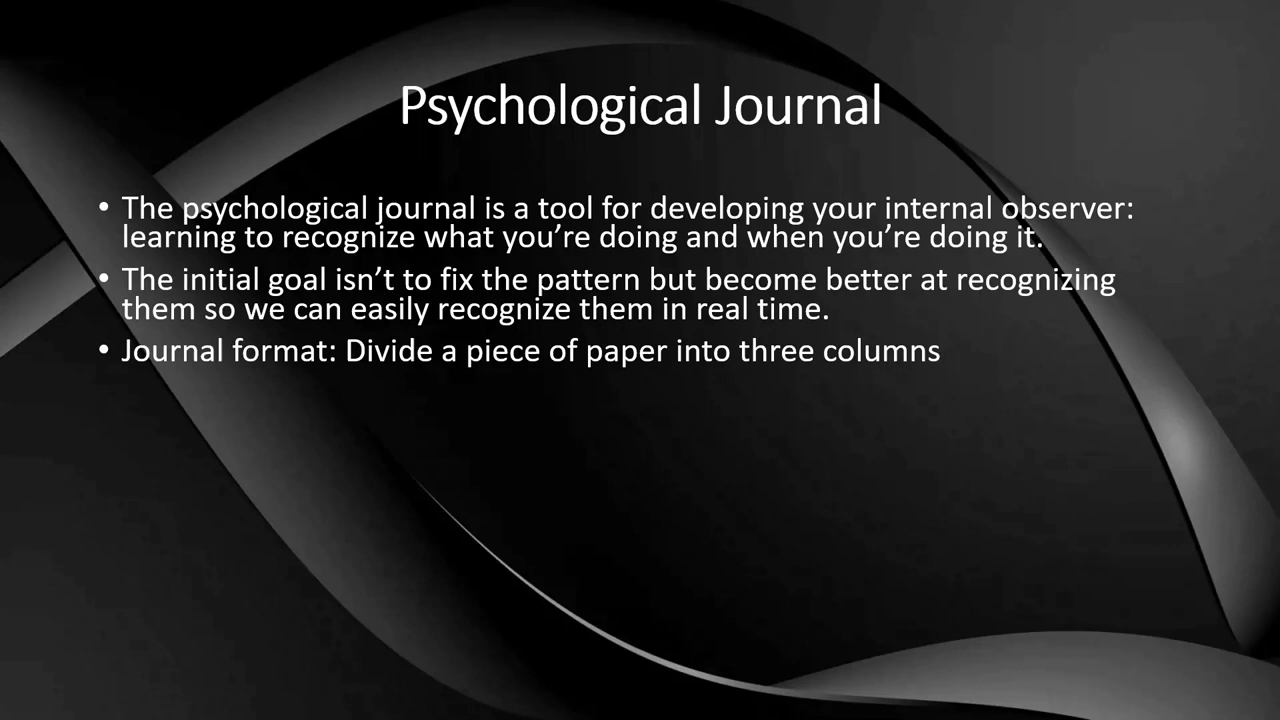 Psychological Journal
• The psychological journal is a tool for developing your internal observer:
learning to recognize what you’re doing and when you’re doing it.
• The initial goal isn’t to fix the pattern but become better at recognizing
them so we can easily recognize them in real time.
• Journal format: Divide a piece of paper into three columns